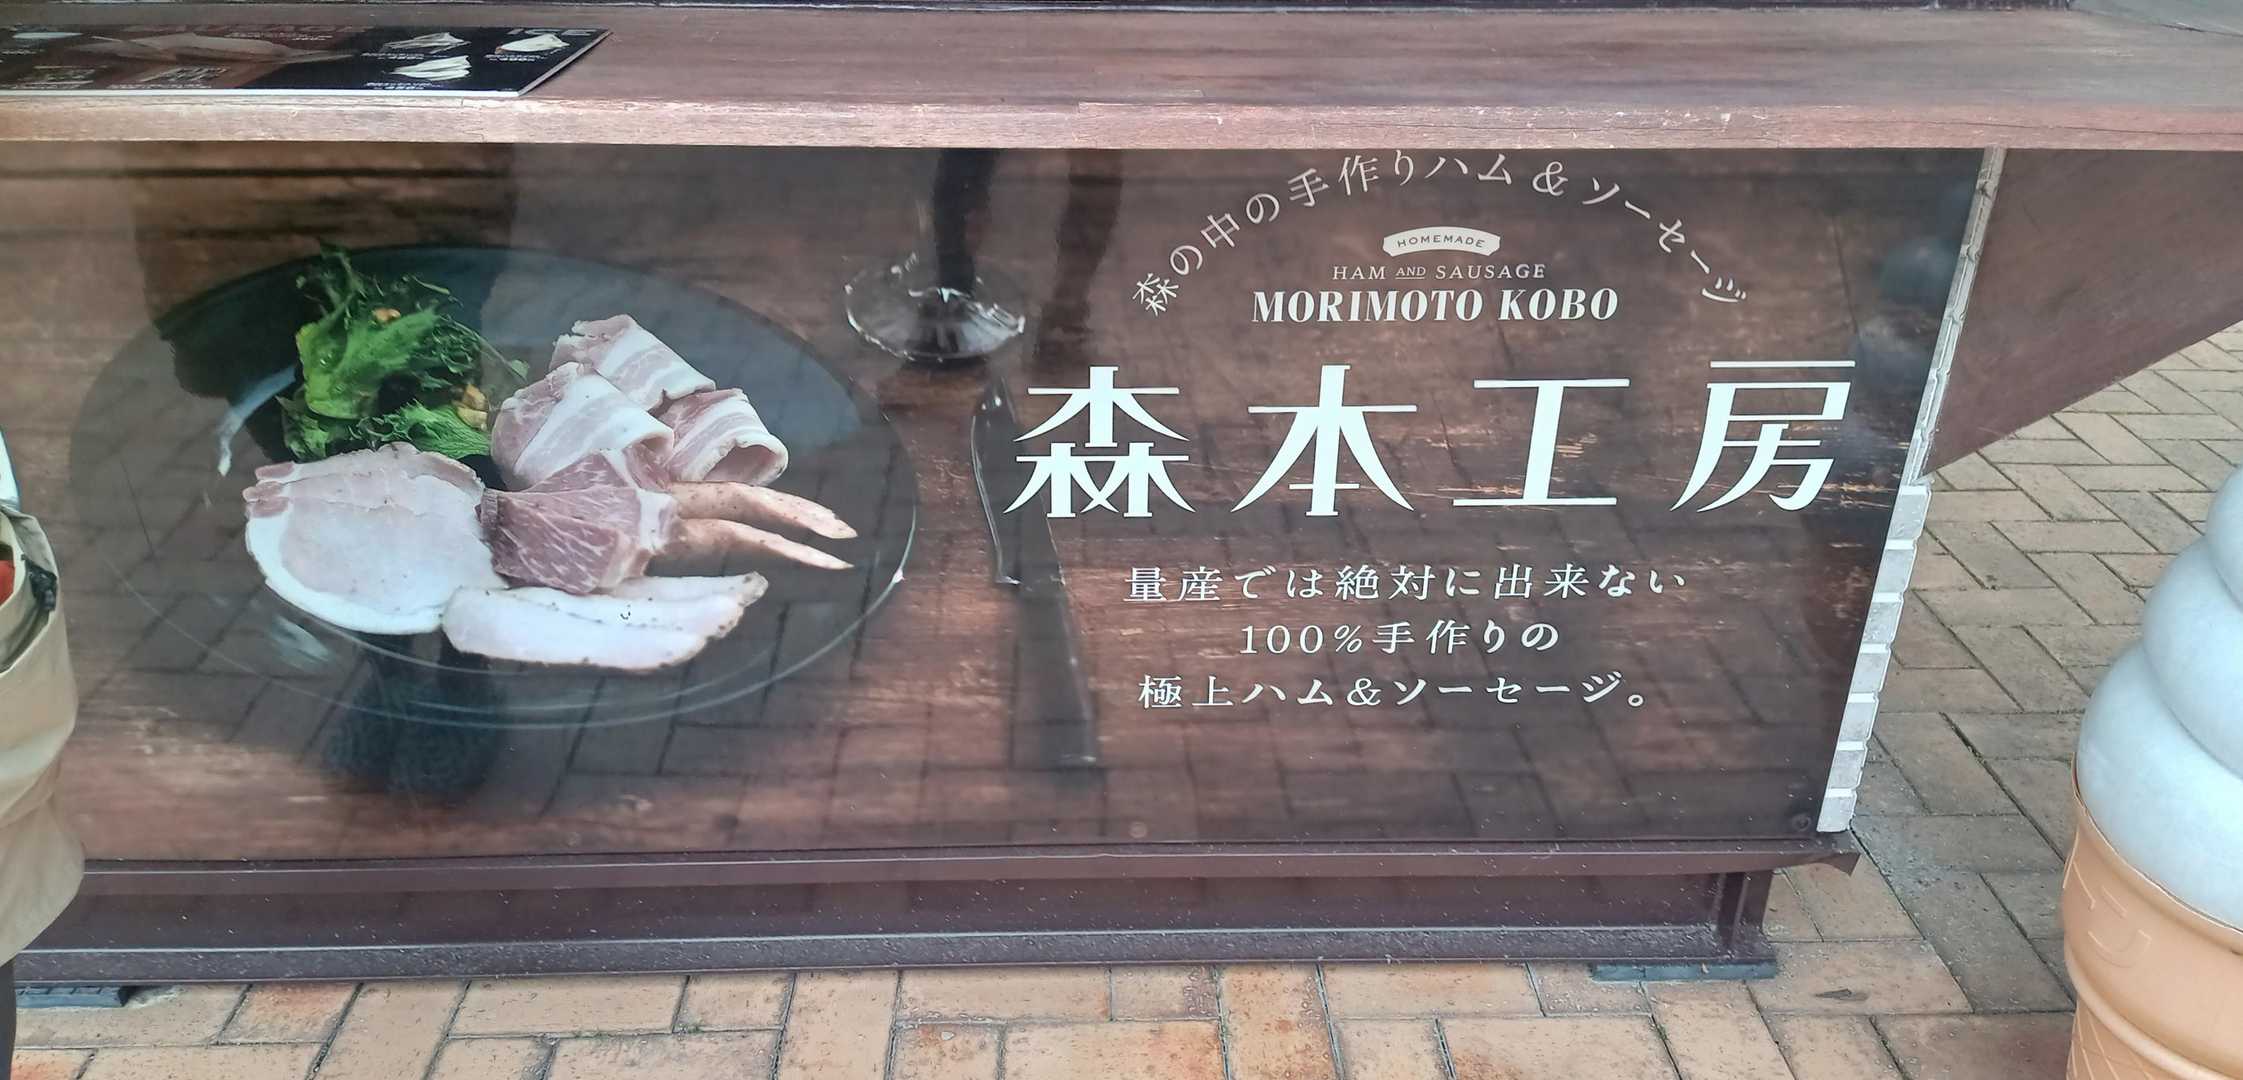 森の中の手作りハム&ソーセージ
HOMEMADE
HAM AND SAUSAGE
MORIMOTO KOBO
森本工房
量産では絶対に出来ない
100%手作りの
極上ハム&ソーセージ。